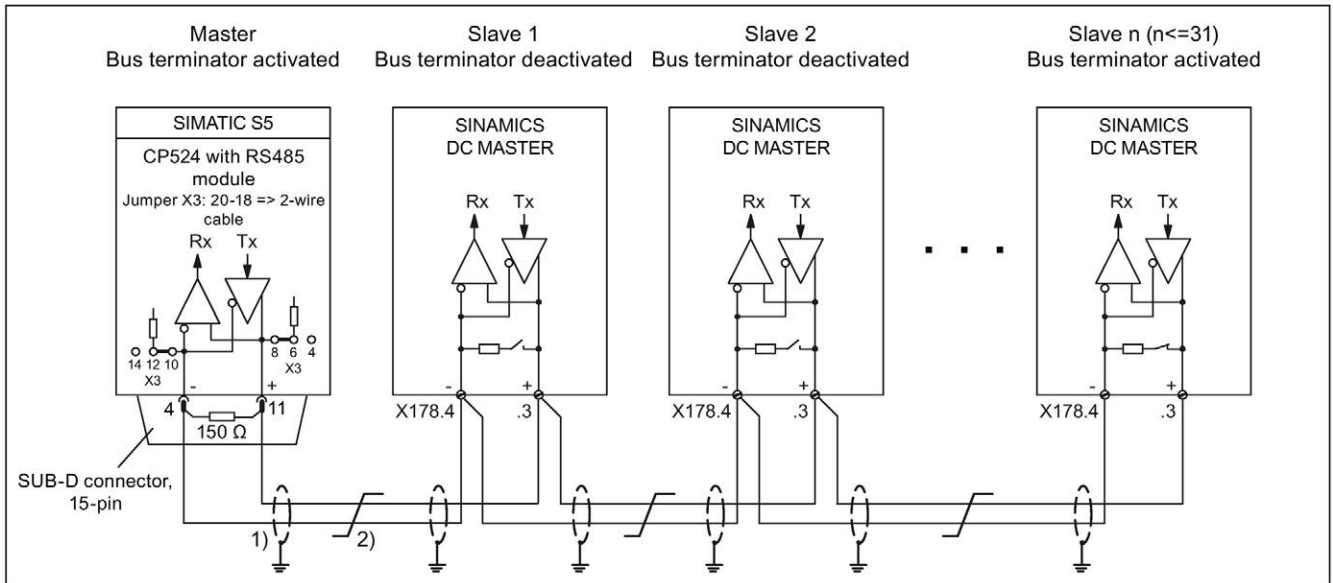 Master
Bus terminator activated
Slave 1
Bus terminator deactivated
Slave 2
Bus terminator deactivated
Slave n (n<=31)
Bus terminator activated
SIMATIC S5
CP524 with RS485
module
Jumper X3: 20-18 => 2-wire
cable
Rx Tx
14 12 10
X3
8 6 4
X3
- +
4 11
150 Ω
SUB-D connector,
15-pin
SINAMICS
DC MASTER
Rx Tx
- +
X178.4 .3
SINAMICS
DC MASTER
Rx Tx
- +
X178.4 .3
. . .
SINAMICS
DC MASTER
Rx Tx
- +
X178.4 .3
1) 2)